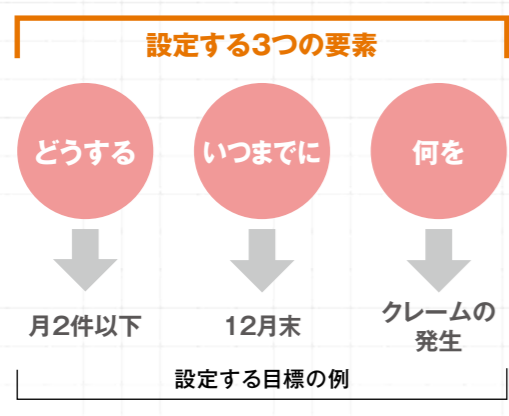 設定する3つの要素
どうする
いつまでに
何を
月2件以下
12月末
クレームの
発生
設定する目標の例